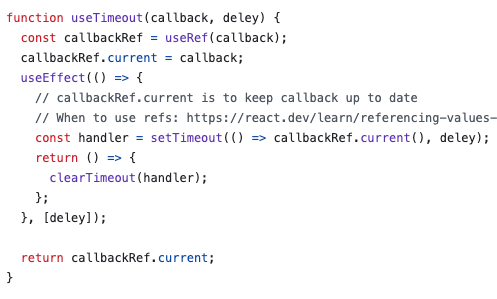 function useTimeout(callback, deley) {
  const callbackRef = useRef(callback);
  callbackRef.current = callback;
  useEffect(() => {
    // callbackRef.current is to keep callback up to date
    // When to use refs: https://react.dev/learn/referencing-values-
    const handler = setTimeout(() => callbackRef.current(), deley);
    return () => {
      clearTimeout(handler);
    };
  }, [deley]);

  return callbackRef.current;
}